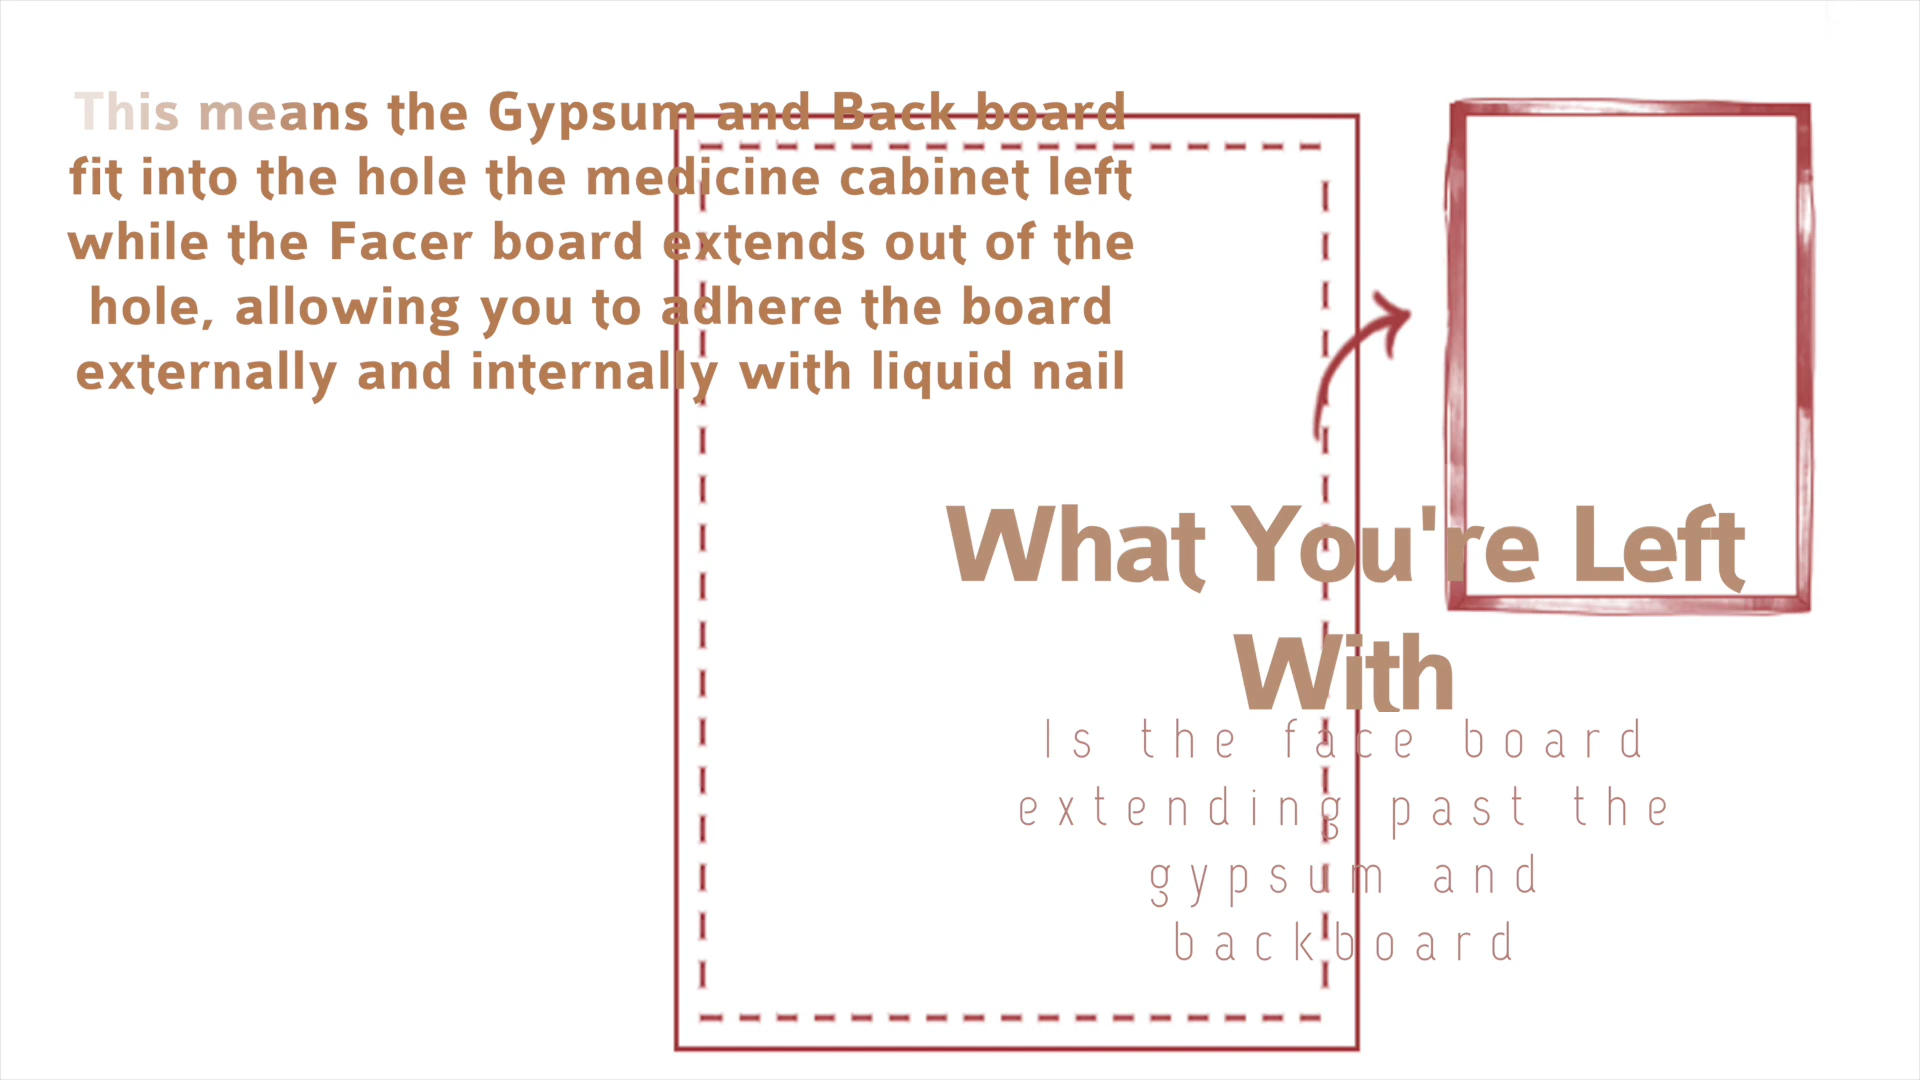 This means the Gypsum and Back board
fit into the hole the medicine cabinet left
while the Facer board extends out of the
hole, allowing you to adhere the board
externally and internally with liquid nail
What You're Left
With
Is the face board
extending past the
gypsum and
backboard